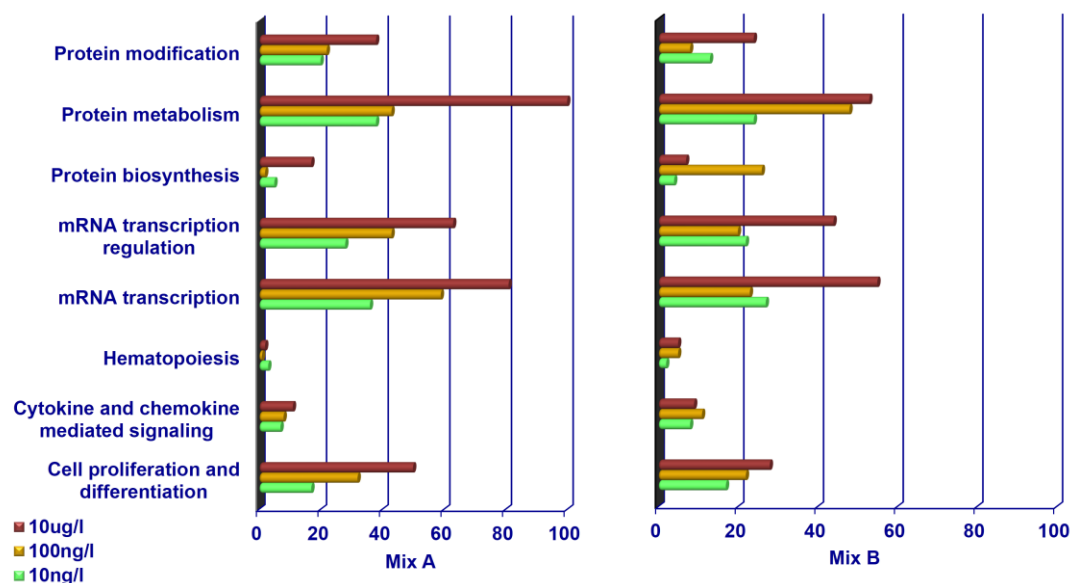 Protein modification
Protein metabolism
Protein biosynthesis
mRNA transcription
regulation
mRNA transcription
Hematopoiesis
Cytokine and chemokine
mediated signaling
Cell proliferation and
differentiation
10ug/l
100ng/l
10ng/l
0 20 40 60 80 100
Mix A
0 20 40 60 80 100
Mix B